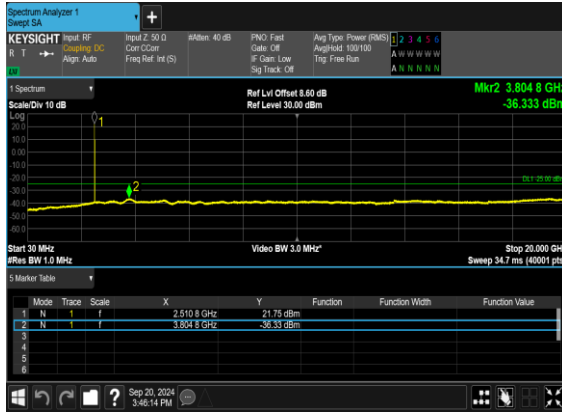 Spectrum Analyzer 1
Swept SA
+
KEYSIGHT Input: RF Input Z: 50 Ω #Atten: 40 dB PNO: Fast Avg Type: Power (RMS) 1 2 3 4 5 6
R T Coupling: DC Corr CCorr Gate: Off Avg|Hold: 100/100 A W W W W W
Align: Auto Freq Ref: Int (S) IF Gain: Low Trig: Free Run
Sig Track: Off A N N N N N
1 Spectrum
Ref Lvl Offset 8.60 dB Mkr2 3.804 8 GHz
Scale/Div 10 dB Ref Level 30.00 dBm -36.333 dBm
Log
20.0
10.0
0.00
-10.0
-20.0
-30.0
-40.0
-50.0
-60.0
1
2
DL1 -25.00 dBm
Start 30 MHz Video BW 3.0 MHz* Stop 20.000 GHz
#Res BW 1.0 MHz Sweep 34.7 ms (40001 pts)
5 Marker Table
Mode Trace Scale X Y Function Function Width Function Value
1 N 1 f 2.510 8 GHz 21.75 dBm
2 N 1 f 3.804 8 GHz -36.33 dBm
3
4
5
6
? Sep 20, 2024
3:46:14 PM